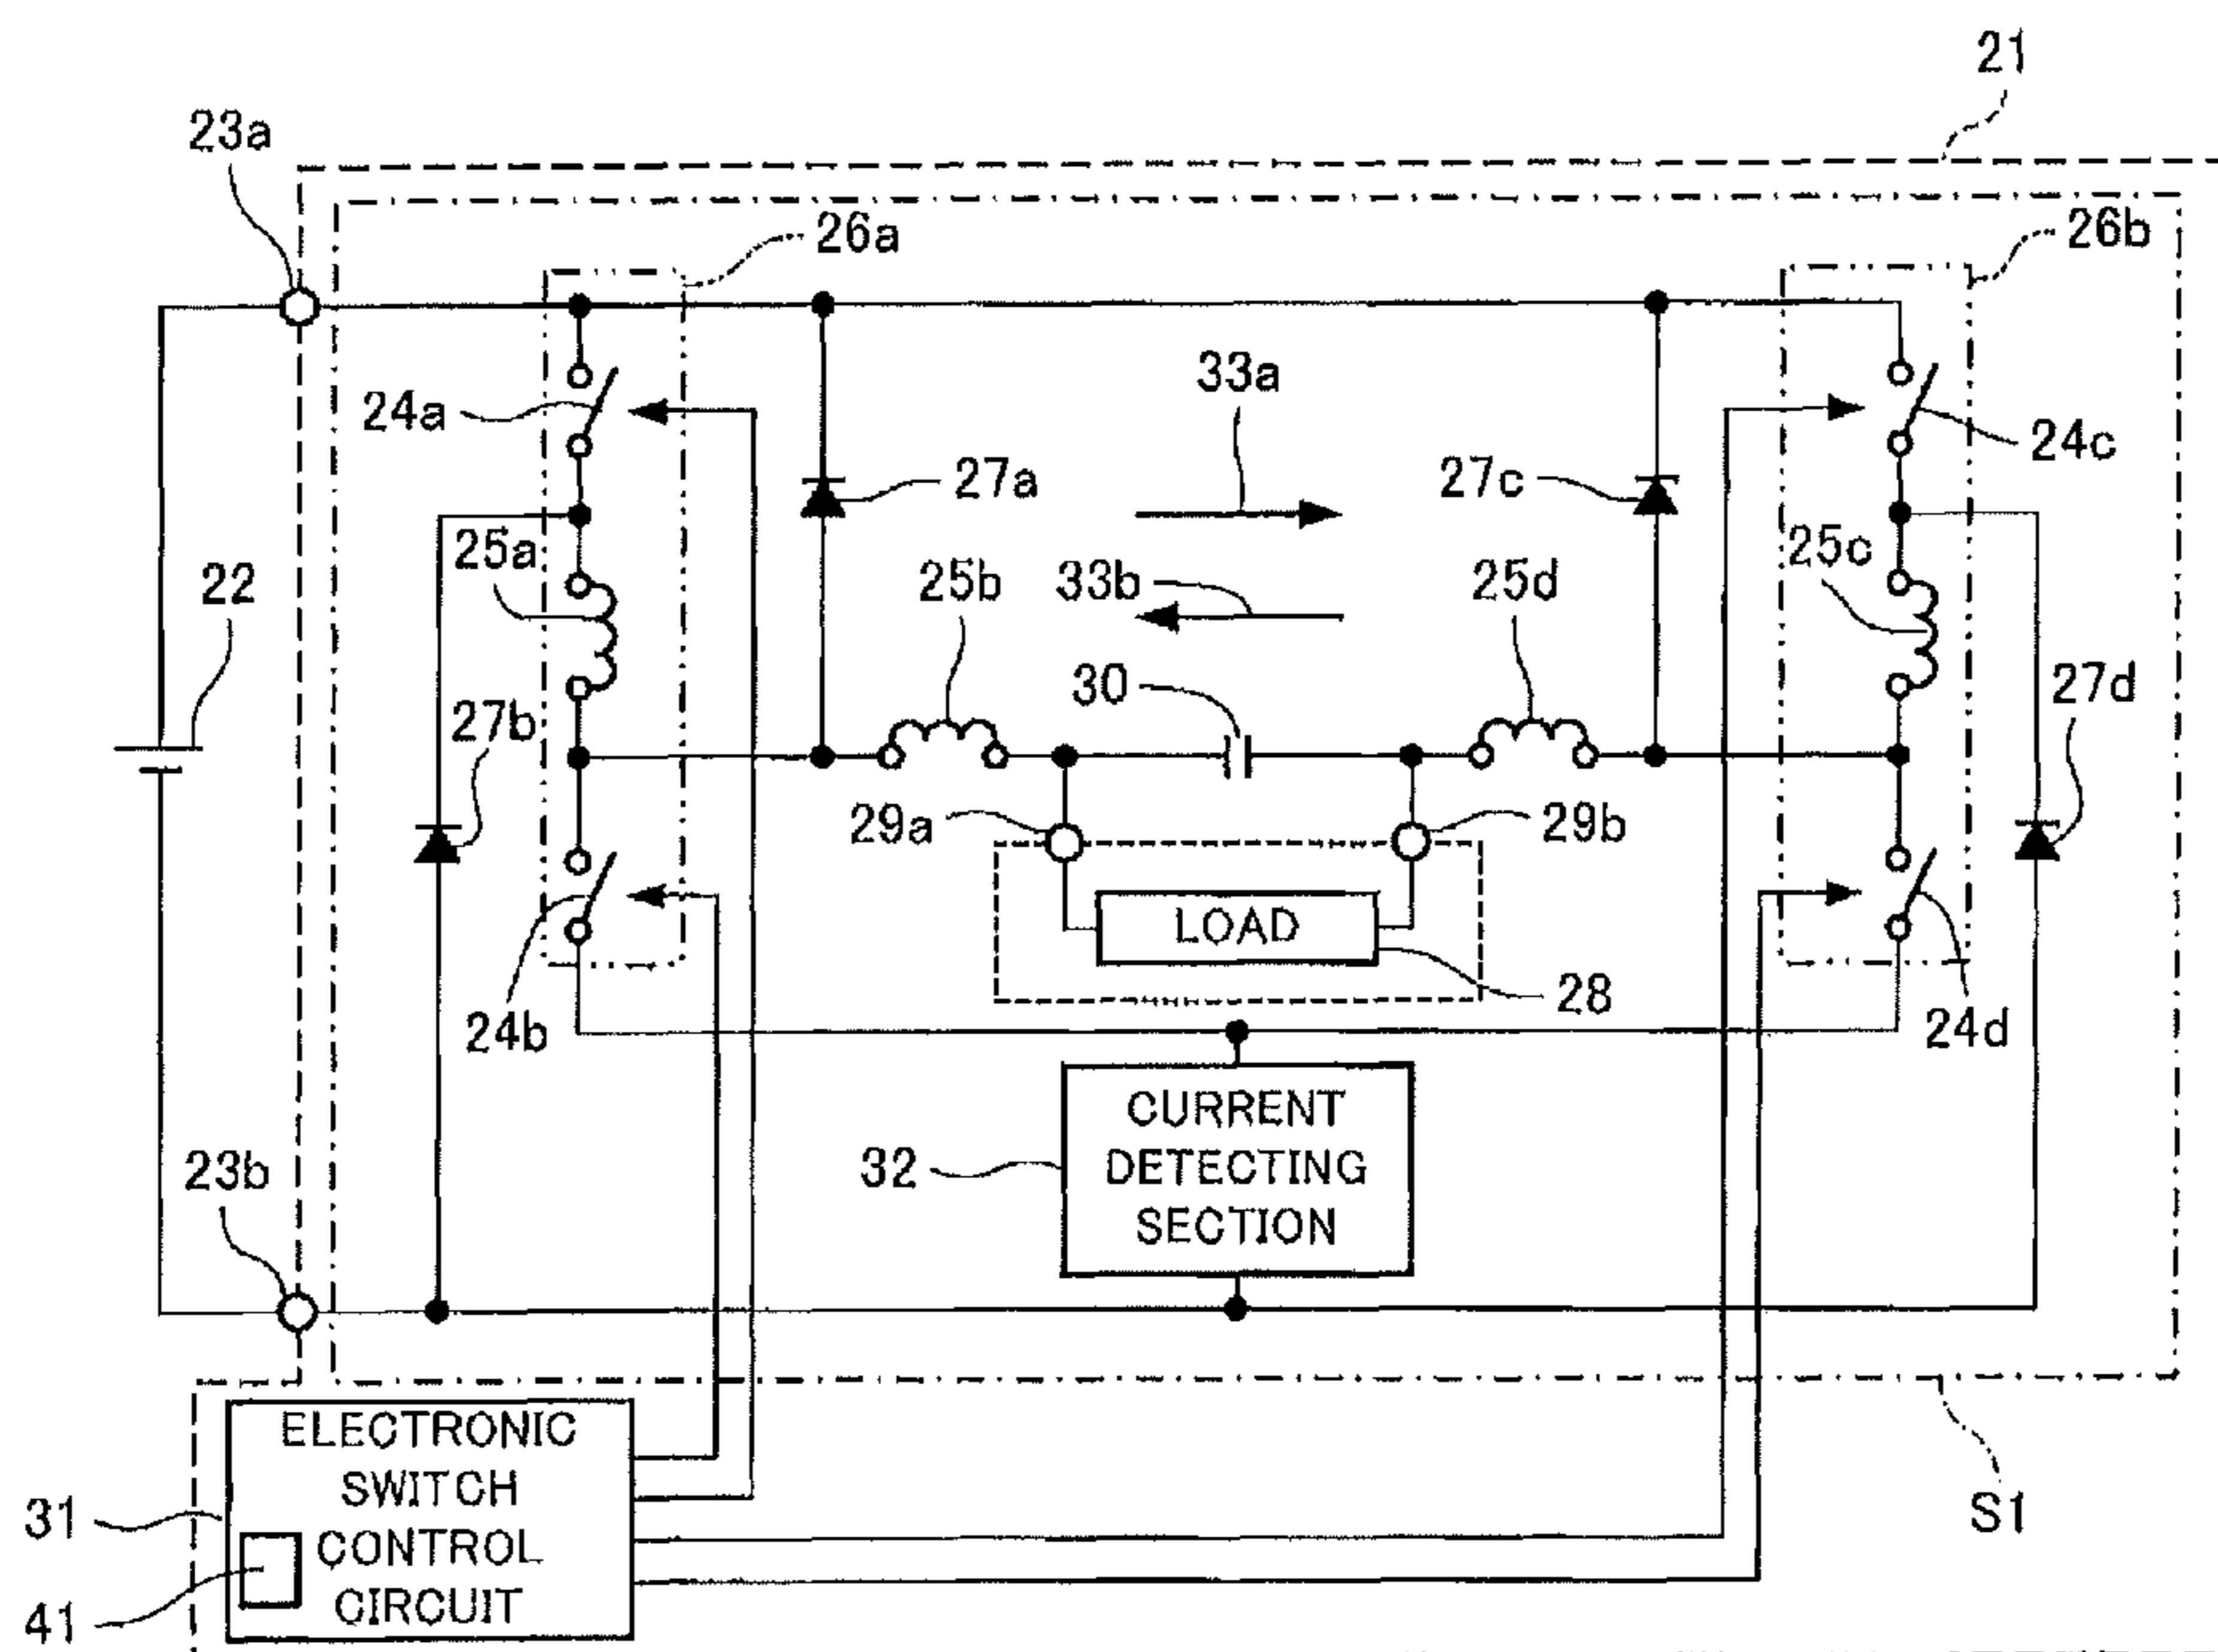 21
23a
26a
26b
33a
24a
24c
27a
27c
25a
25c
22
25b
33b
25d
30
27b
27d
29a
29b
LOAD
28
24b
24d
CURRENT
DETECTING
SECTION
32
23b
ELECTRONIC
SWITCH
CONTROL
CIRCUIT
31
S1
41